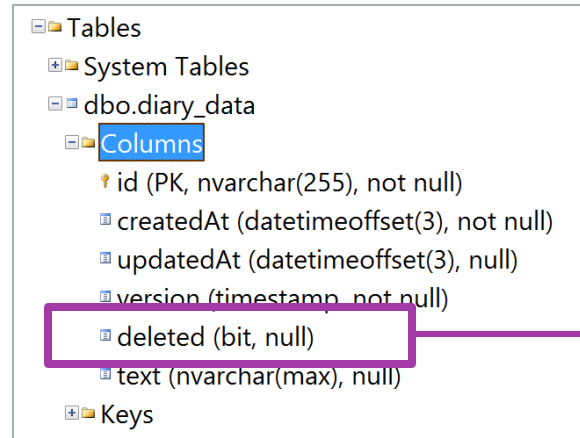 Tables
System Tables
dbo.diary_data
Columns
id (PK, nvarchar(255), not null)
createdAt (datetimeoffset(3), not null)
updatedAt (datetimeoffset(3), null)
version (timestamp, not null)
deleted (bit, null)
text (nvarchar(max), null)
Keys